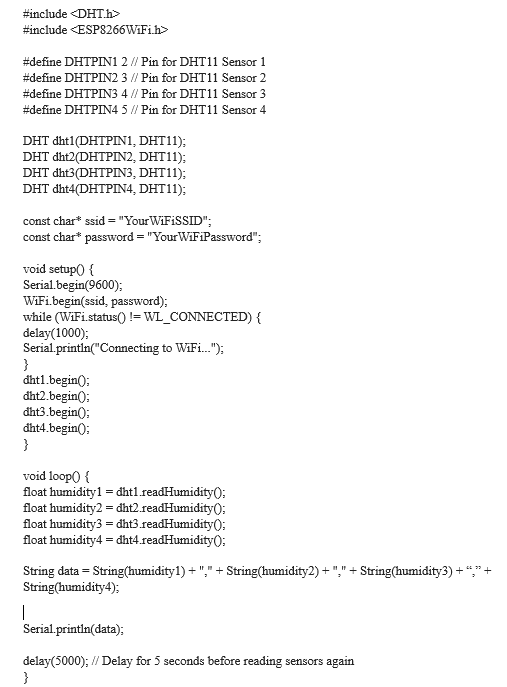 #include <DHT.h>
#include <ESP8266WiFi.h>
#define DHTPIN1 2 // Pin for DHT11 Sensor 1
#define DHTPIN2 3 // Pin for DHT11 Sensor 2
#define DHTPIN3 4 // Pin for DHT11 Sensor 3
#define DHTPIN4 5 // Pin for DHT11 Sensor 4
DHT dht1(DHTPIN1, DHT11);
DHT dht2(DHTPIN2, DHT11);
DHT dht3(DHTPIN3, DHT11);
DHT dht4(DHTPIN4, DHT11);
const char* ssid = "YourWiFiSSID";
const char* password = "YourWiFiPassword";
void setup() {
Serial.begin(9600);
WiFi.begin(ssid, password);
while (WiFi.status() != WL_CONNECTED) {
delay(1000);
Serial.println("Connecting to WiFi...");
}
dht1.begin();
dht2.begin();
dht3.begin();
dht4.begin();
}
void loop() {
float humidity1 = dht1.readHumidity();
float humidity2 = dht2.readHumidity();
float humidity3 = dht3.readHumidity();
float humidity4 = dht4.readHumidity();
String data = String(humidity1) + "," + String(humidity2) + "," + String(humidity3) + “,” +
String(humidity4);
Serial.println(data);
delay(5000); // Delay for 5 seconds before reading sensors again
}